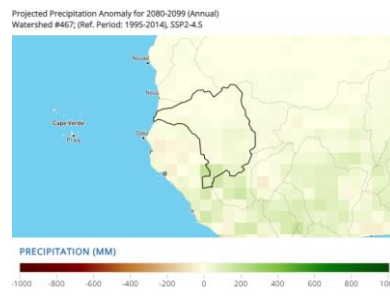 Projected Precipitation Anomaly for 2080-2099 (Annual)
Watershed #467; (Ref. Period: 1995-2014), SSP2-4.5
Nouad
Noua
Cape Verde
Praia
Daka
PRECIPITATION (MM)
-1000 -800 -600 -400 -200 0 200 400 600 800